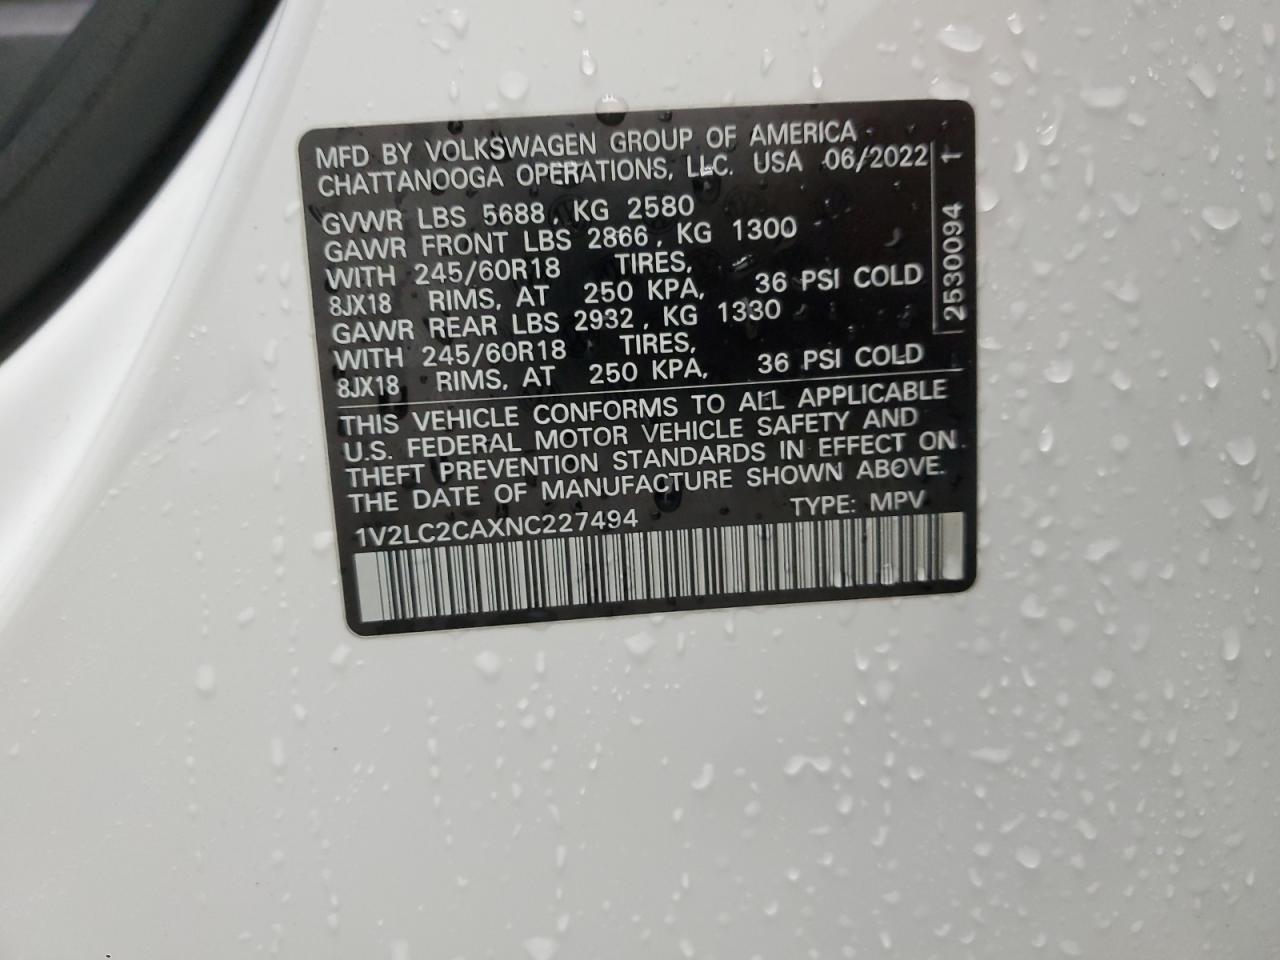 MFD BY VOLKSWAGEN GROUP OF AMERICA
CHATTANOOGA OPERATIONS, LLC. USA 06/2022
GVWR LBS 5688, KG 2580
GAWR FRONT LBS 2866, KG 1300
WITH 245/60R18 TIRES,
8JX18 RIMS, AT 250 KPA, 36 PSI COLD
GAWR REAR LBS 2932, KG 1330
WITH 245/60R18 TIRES,
8JX18 RIMS, AT 250 KPA, 36 PSI COLD
THIS VEHICLE CONFORMS TO ALL APPLICABLE
U.S. FEDERAL MOTOR VEHICLE SAFETY AND
THEFT PREVENTION STANDARDS IN EFFECT ON
THE DATE OF MANUFACTURE SHOWN ABOVE.
1V2LC2CAXNC227494 TYPE: MPV
2530094 1